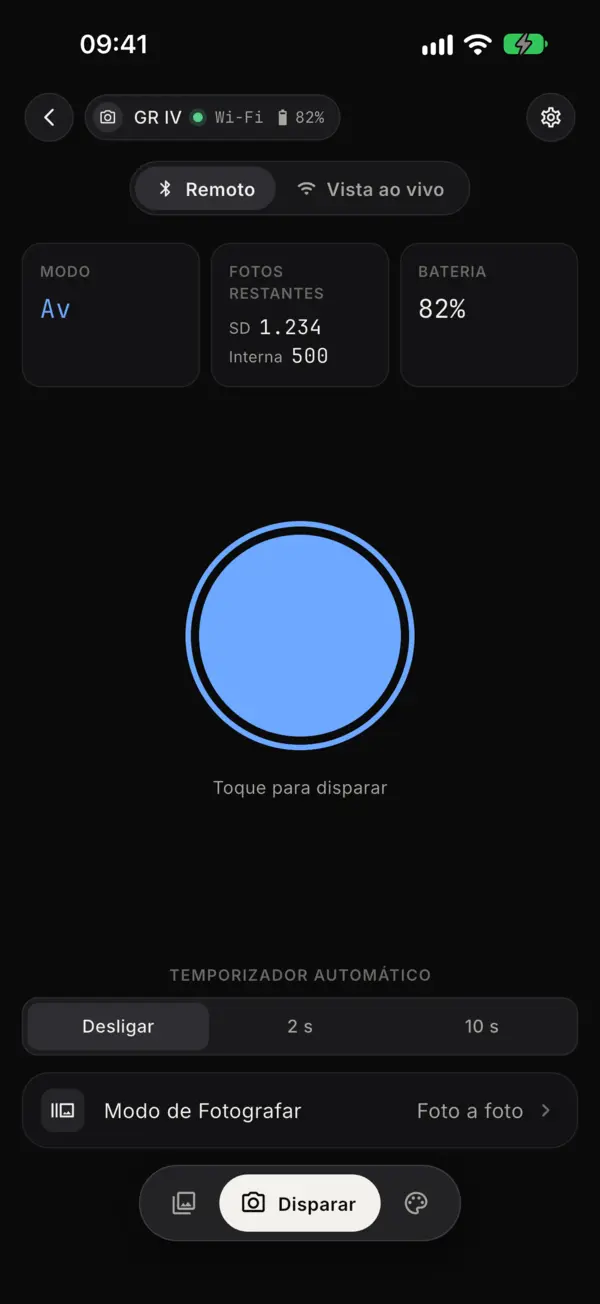 09:41
GR IV Wi-Fi 82%
Remoto Vista ao vivo
MODO
Av
FOTOS
RESTANTES
SD 1.234
Interna 500
BATERIA
82%
Toque para disparar
TEMPORIZADOR AUTOMÁTICO
Desligar 2 s 10 s
Modo de Fotografar Foto a foto
Disparar